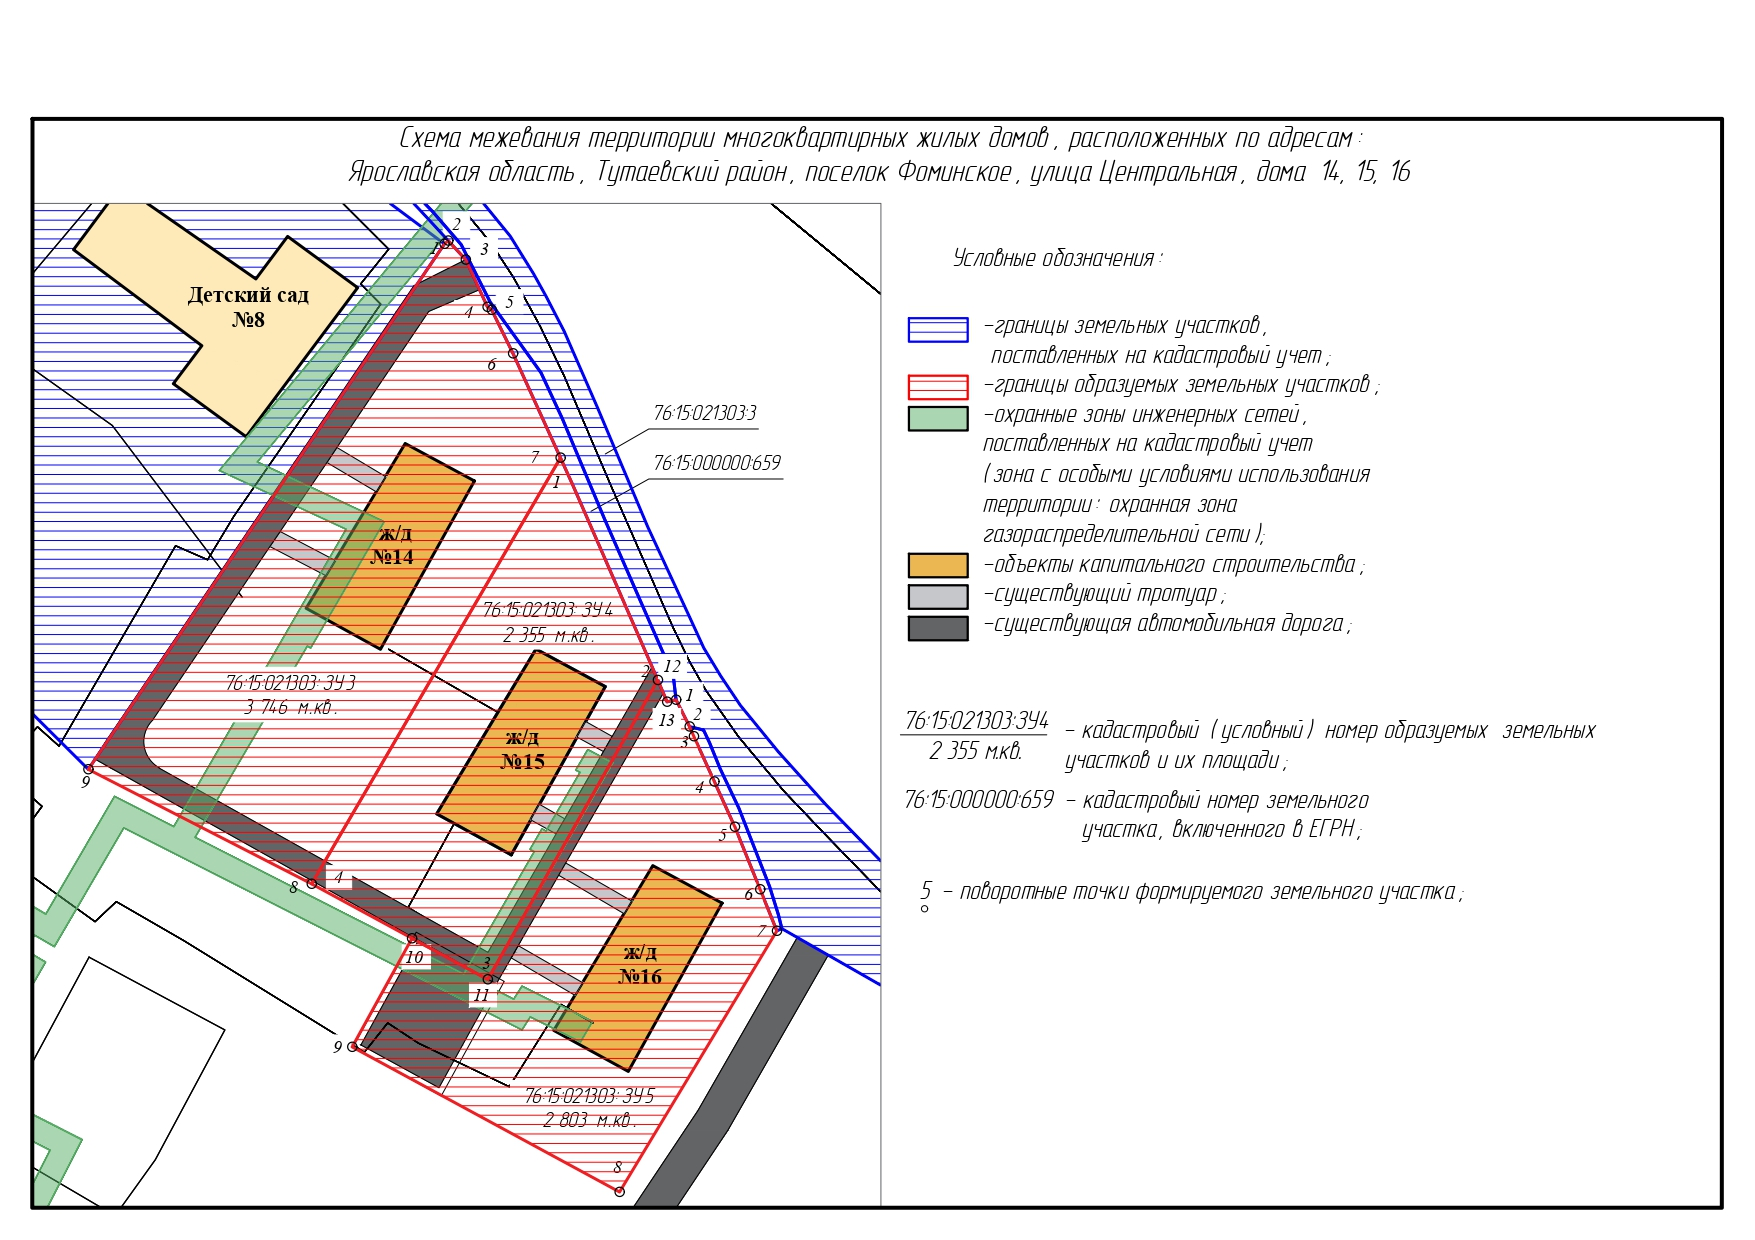 Схема межевания территории многоквартирных жилых домов, расположенных по адресам:
Ярославская область, Тутаевский район, поселок Фоминское, улица Центральная, дома 14, 15, 16
2
1
3
5
4
6
Детский сад
№8
76:15:021303:3
76:15:000000:659
7
1
ж/д
№14
76:15:021303: ЗУ4
2 355 м.кв.
76:15:021303: ЗУ3
3 746 м.кв.
2
12
1
13
2
3
ж/д
№15
4
5
9
8
4
6
7
10
3
11
ж/д
№16
9
76:15:021303: ЗУ5
2 803 м.кв.
8
Условные обозначения:
-границы земельных участков,
поставленных на кадастровый учет;
-границы образуемых земельных участков;
-охранные зоны инженерных сетей,
поставленных на кадастровый учет
(зона с особыми условиями использования
территории: охранная зона
газораспределительной сети);
-объекты капитального строительства;
-существующий тротуар;
-существующая автомобильная дорога;
76:15:021303:ЗУ4
2 355 м.кв.
- кадастровый (условный) номер образуемых земельных
участков и их площади;
76:15:000000:659 - кадастровый номер земельного
участка, включенного в ЕГРН;
5 - поворотные точки формируемого земельного участка;